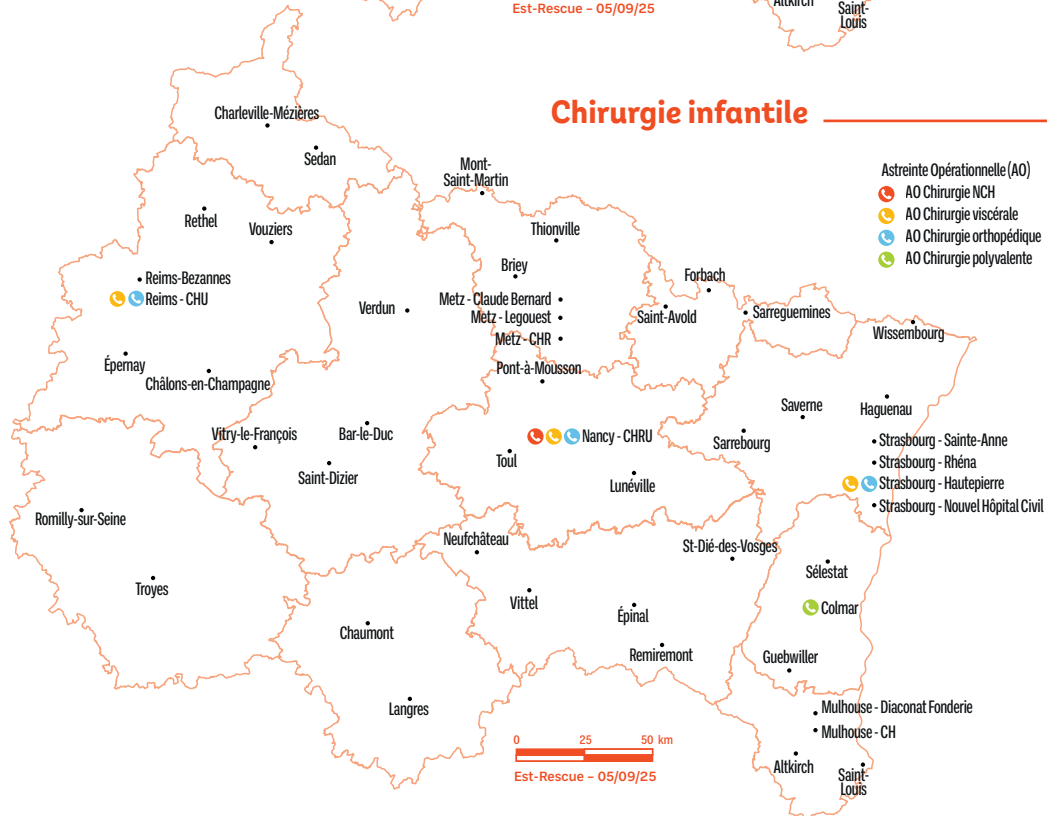 Est-Rescue – 05/09/25
Altkirch
Saint-
Louis
Chirurgie infantile
Astreinte Opérationnelle (AO)
AO Chirurgie NCH
AO Chirurgie viscérale
AO Chirurgie orthopédique
AO Chirurgie polyvalente
Charleville-Mézières
Sedan
Mont-
Saint-Martin
Rethel
Vouziers
Thionville
Briey
Reims-Bezannes
Reims - CHU
Forbach
Verdun
Metz - Claude Bernard
Metz - Legouest
Metz - CHR
Saint-Avold
Sarreguemines
Wissembourg
Épernay
Châlons-en-Champagne
Pont-à-Mousson
Saverne
Haguenau
Vitry-le-François
Bar-le-Duc
Nancy - CHRU
Toul
Sarrebourg
Strasbourg - Sainte-Anne
Strasbourg - Rhéna
Strasbourg - Hautepierre
Strasbourg - Nouvel Hôpital Civil
Saint-Dizier
Lunéville
Romilly-sur-Seine
Neufchâteau
St-Dié-des-Vosges
Troyes
Vittel
Épinal
Sélestat
Colmar
Chaumont
Remiremont
Guebwiller
Langres
Mulhouse - Diaconat Fonderie
Mulhouse - CH
0 25 50 km
Est-Rescue – 05/09/25
Altkirch
Saint-
Louis